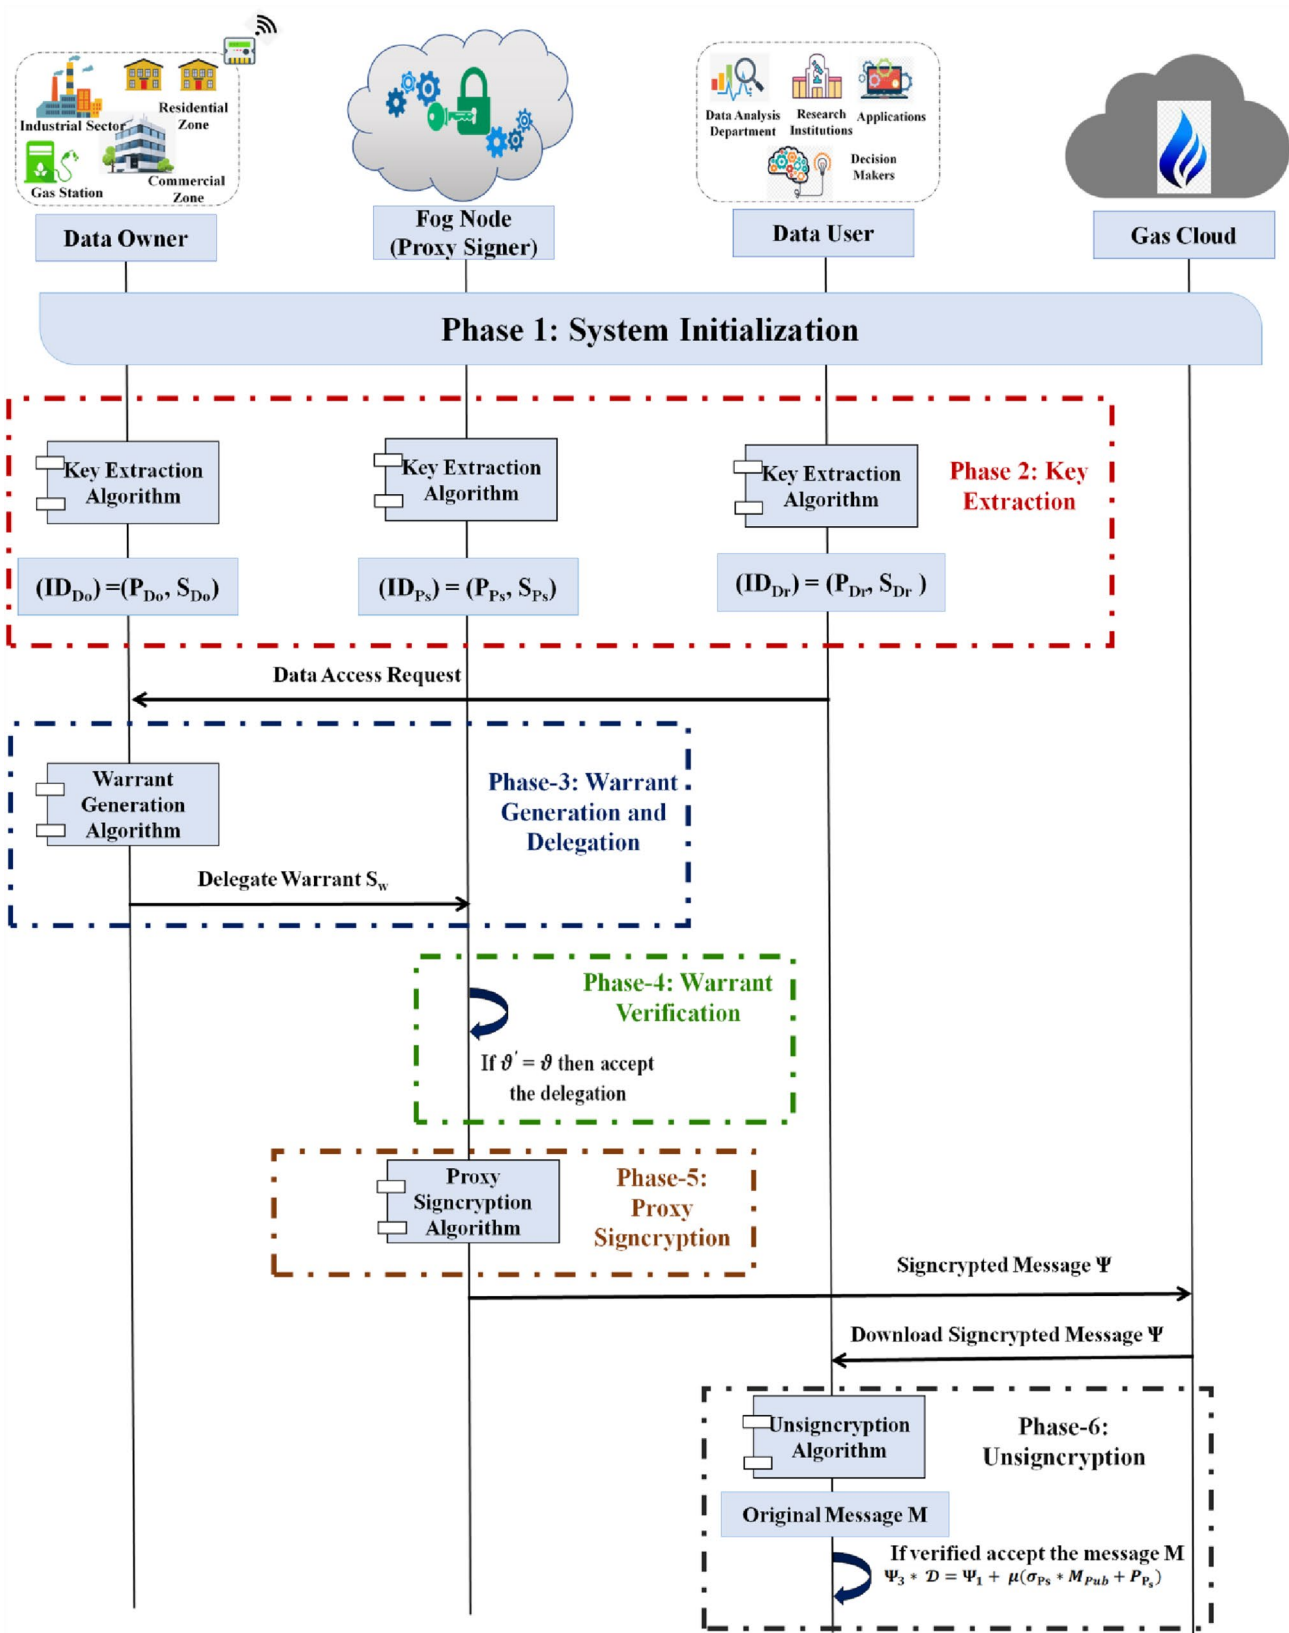 Industrial Sector
Residential
Zone
Gas Station
Commercial
Zone
Data Analysis
Department
Research
Institutions
Applications
Decision
Makers
Data Owner
Fog Node
(Proxy Signer)
Data User
Gas Cloud
Phase 1: System Initialization
Key Extraction
Algorithm
Key Extraction
Algorithm
Key Extraction
Algorithm
Phase 2: Key
Extraction
(ID_Do) =(P_Do, S_Do)
(ID_Ps) = (P_Ps, S_Ps)
(ID_Dr) = (P_Dr, S_Dr )
Data Access Request
Warrant
Generation
Algorithm
Phase-3: Warrant
Generation and
Delegation
Delegate Warrant S_w
Phase-4: Warrant
Verification
If ϑ' = ϑ then accept
the delegation
Proxy
Signcryption
Algorithm
Phase-5:
Proxy
Signcryption
Signcrypted Message Ψ
Download Signcrypted Message Ψ
Unsigncryption
Algorithm
Phase-6:
Unsigncryption
Original Message M
If verified accept the message M
Ψ₃ * 𝒟 = Ψ₁ + μ(σ_Ps * M_Pub + P_Ps)